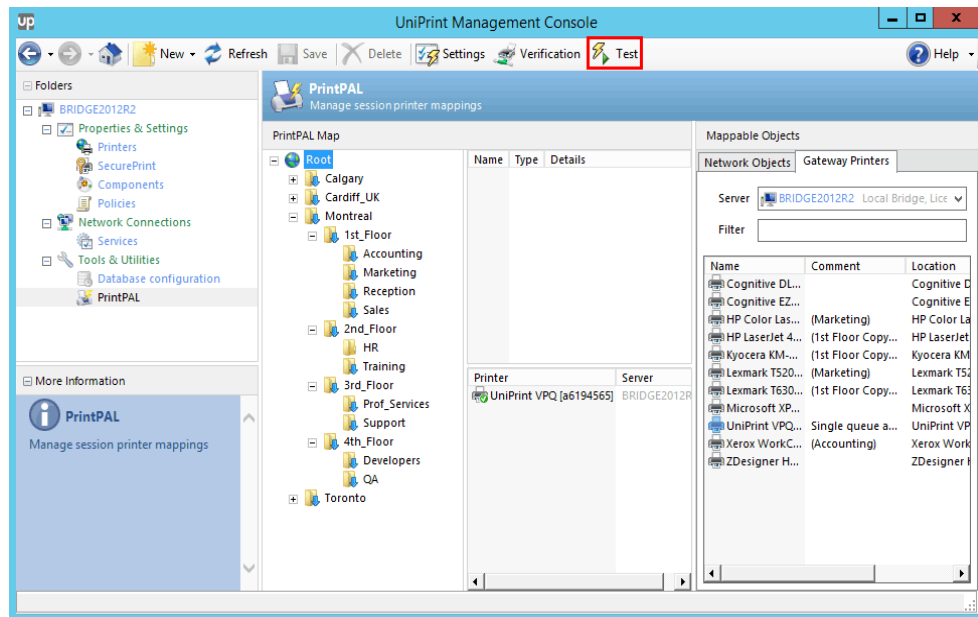 up UniPrint Management Console
New Refresh Save Delete Settings Verification Test Help
Folders
BRIDGE2012R2
Properties & Settings
Printers
SecurePrint
Components
Policies
Network Connections
Services
Tools & Utilities
Database configuration
PrintPAL
More Information
PrintPAL
Manage session printer mappings
PrintPAL
Manage session printer mappings
PrintPAL Map
Root
Calgary
Cardiff_UK
Montreal
1st_Floor
Accounting
Marketing
Reception
Sales
2nd_Floor
HR
Training
3rd_Floor
Prof_Services
Support
4th_Floor
Developers
QA
Toronto
Name Type Details
Printer Server
UniPrint VPQ [a6194565] BRIDGE2012R
Mappable Objects
Network Objects Gateway Printers
Server BRIDGE2012R2 Local Bridge, Lice
Filter
Name Comment Location
Cognitive DL... Cognitive D
Cognitive EZ... Cognitive E
HP Color Las... (Marketing) HP Color La
HP LaserJet 4... (1st Floor Copy... HP LaserJet
Kyocera KM-... (1st Floor Copy... Kyocera KM
Lexmark T520... (Marketing) Lexmark T52
Lexmark T630... (1st Floor Copy... Lexmark T63
Microsoft XP... Microsoft X
UniPrint VPQ... Single queue a... UniPrint VP
Xerox WorkC... (Accounting) Xerox Work
ZDesigner H... ZDesigner H